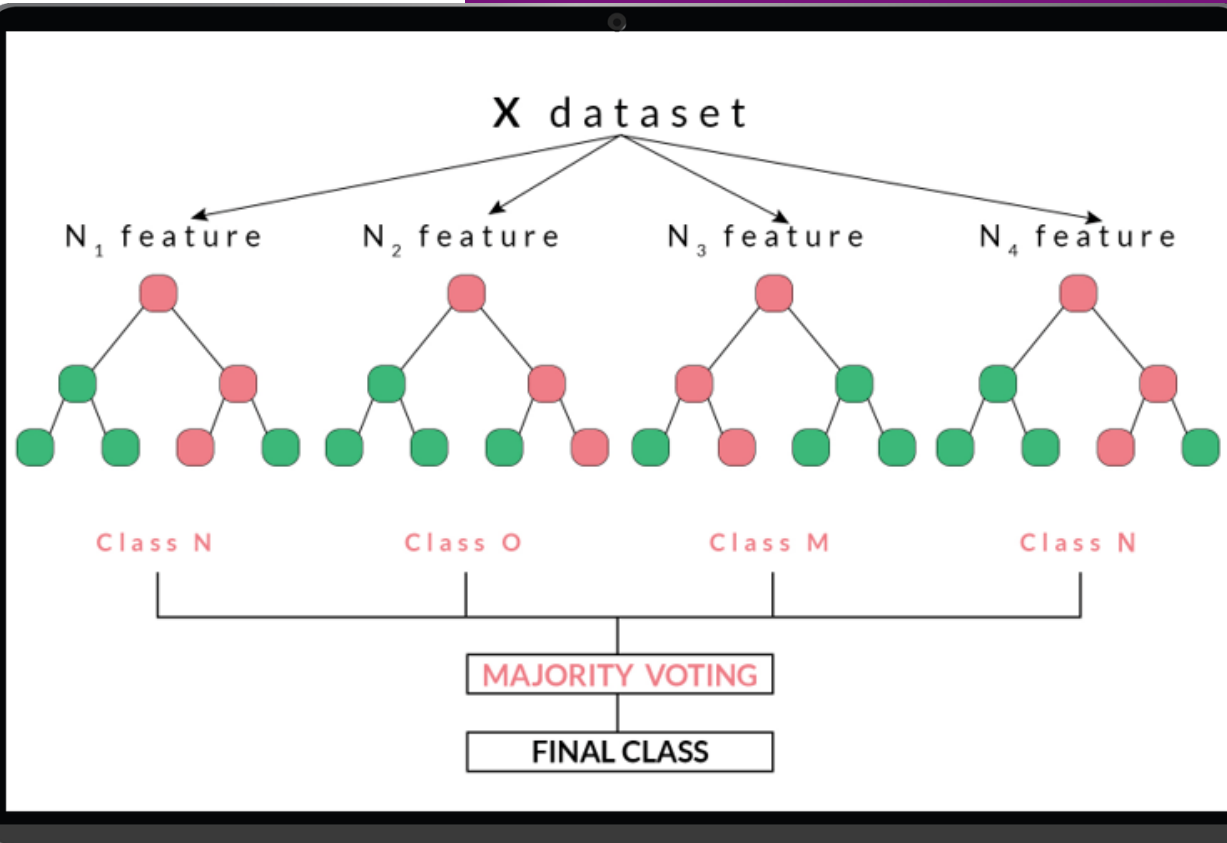 X dataset
N₁ feature N₂ feature N₃ feature N₄ feature
Class N Class O Class M Class N
MAJORITY VOTING
FINAL CLASS